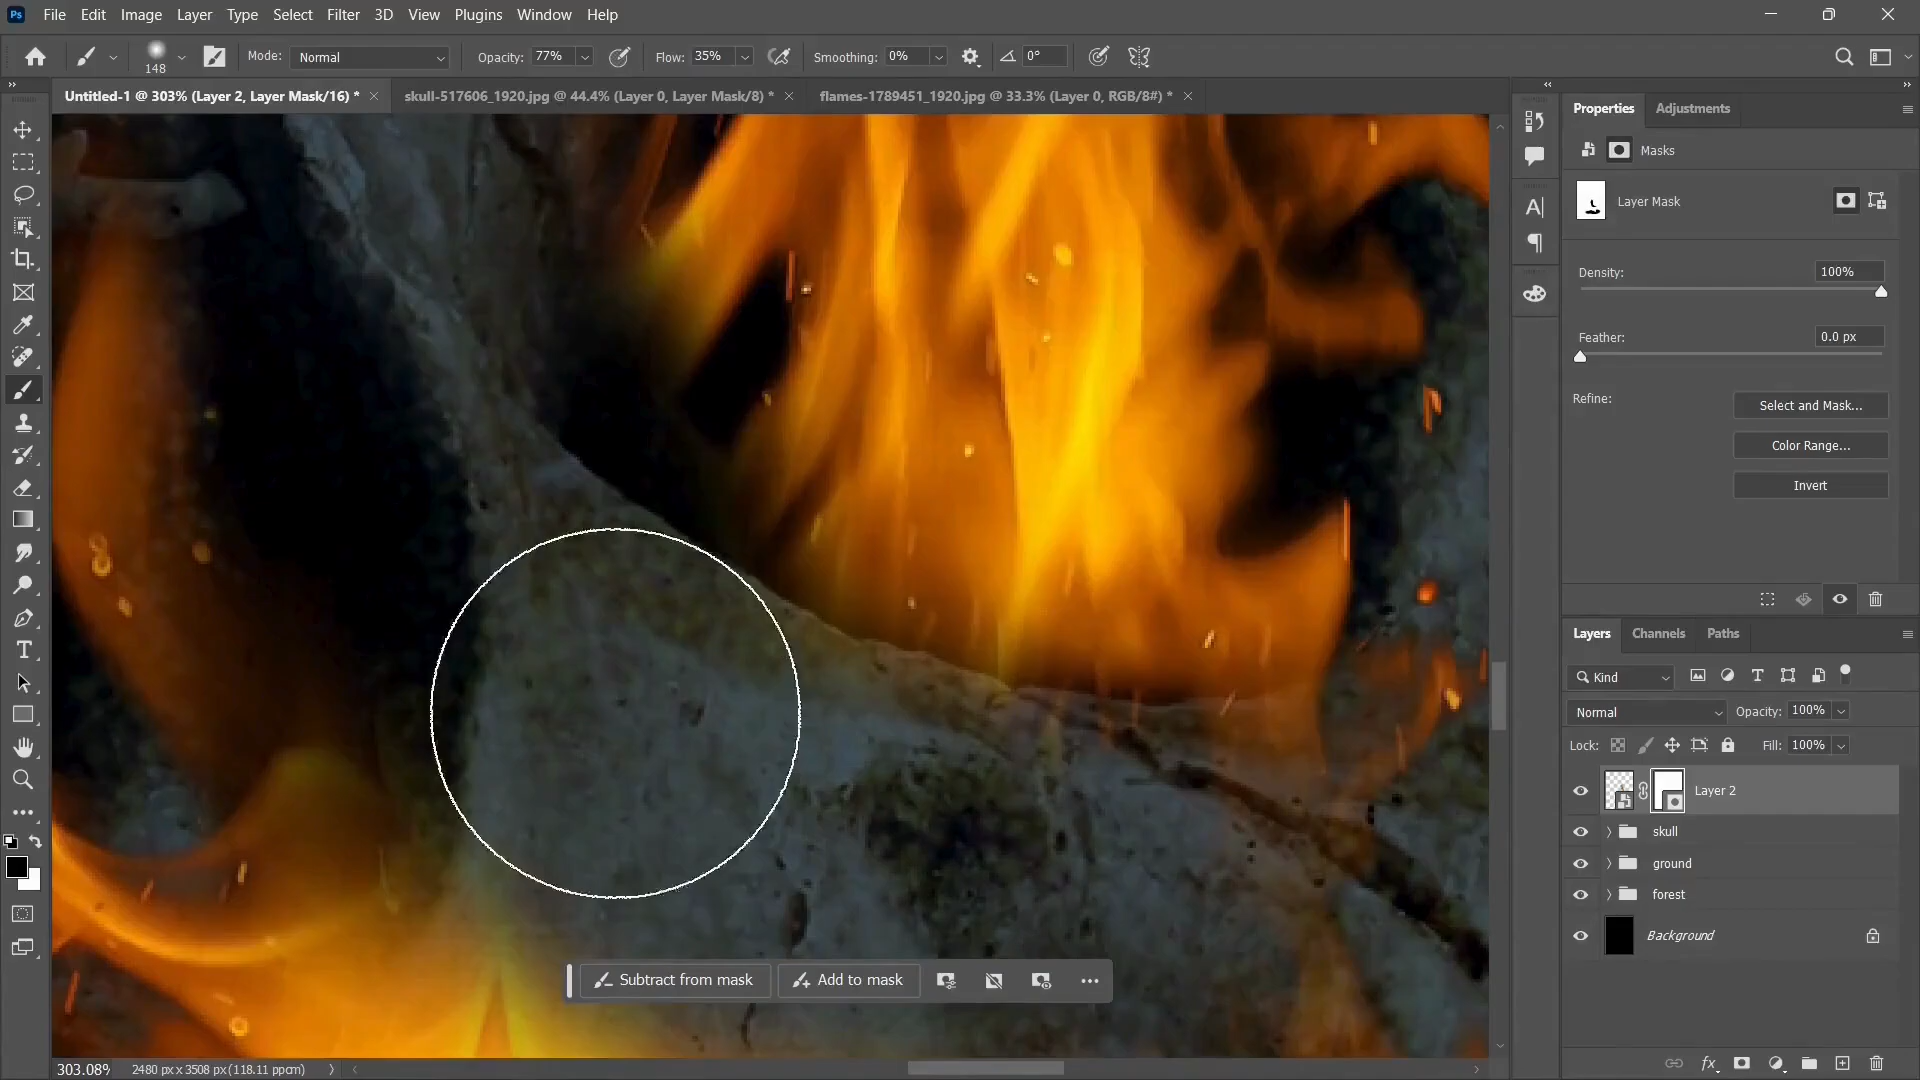 Ps File Edit Image Layer Type Select Filter 3D View Plugins Window Help
148 Mode: Normal Opacity: 77% Flow: 35% Smoothing: 0% 0°
Untitled-1 @ 303% (Layer 2, Layer Mask/16) * skull-517606_1920.jpg @ 44.4% (Layer 0, Layer Mask/8) * flames-1789451_1920.jpg @ 33.3% (Layer 0, RGB/8#) *
Properties Adjustments
Masks
Layer Mask
Density: 100%
Feather: 0.0 px
Refine: Select and Mask...
Color Range...
Invert
Layers Channels Paths
Kind
Normal Opacity: 100%
Lock: Fill: 100%
Layer 2
skull
ground
forest
Background
Subtract from mask Add to mask
303.08% 2480 px x 3508 px (118.11 ppcm)